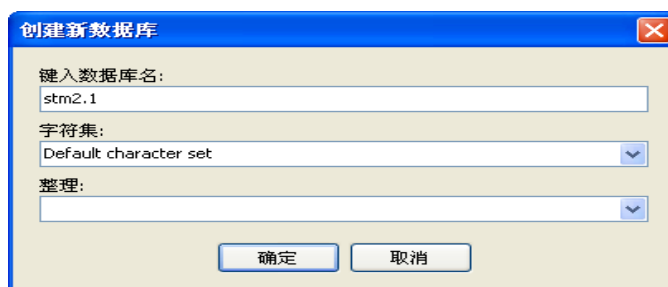 创建新数据库
键入数据库名:
stm2.1
字符集:
Default character set
整理:
确定 取消